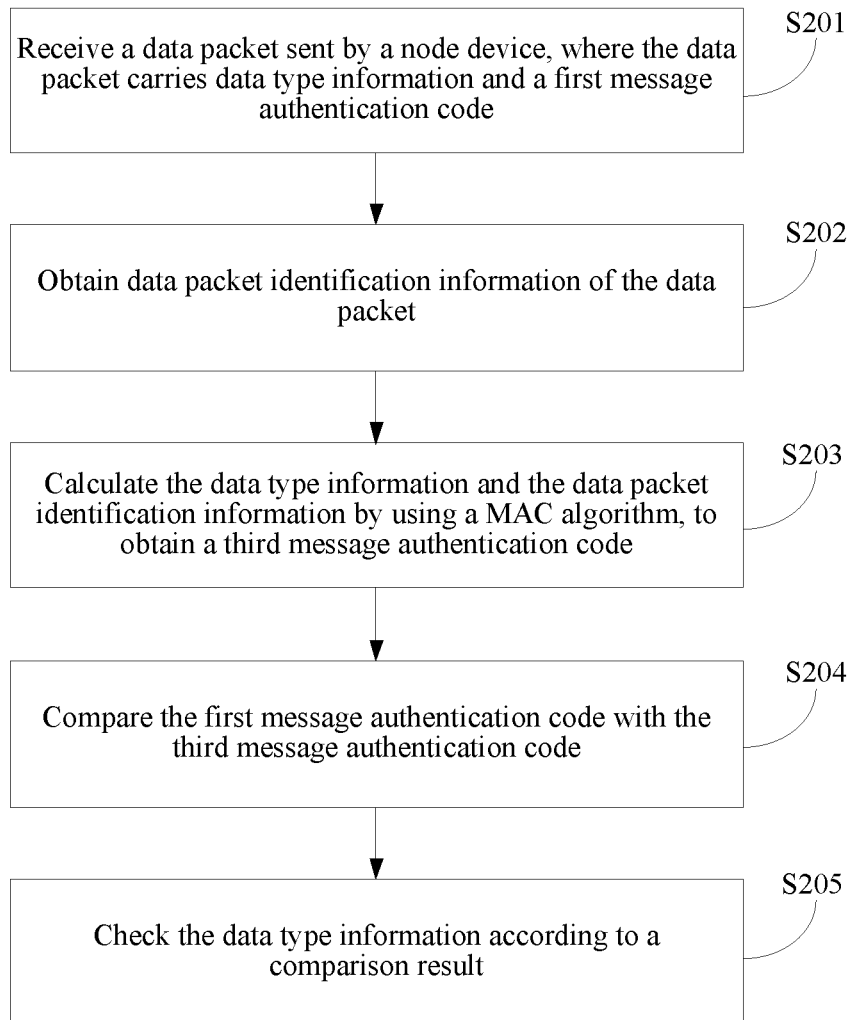 S201
Receive a data packet sent by a node device, where the data
packet carries data type information and a first message
authentication code
S202
Obtain data packet identification information of the data
packet
S203
Calculate the data type information and the data packet
identification information by using a MAC algorithm, to
obtain a third message authentication code
S204
Compare the first message authentication code with the
third message authentication code
S205
Check the data type information according to a
comparison result